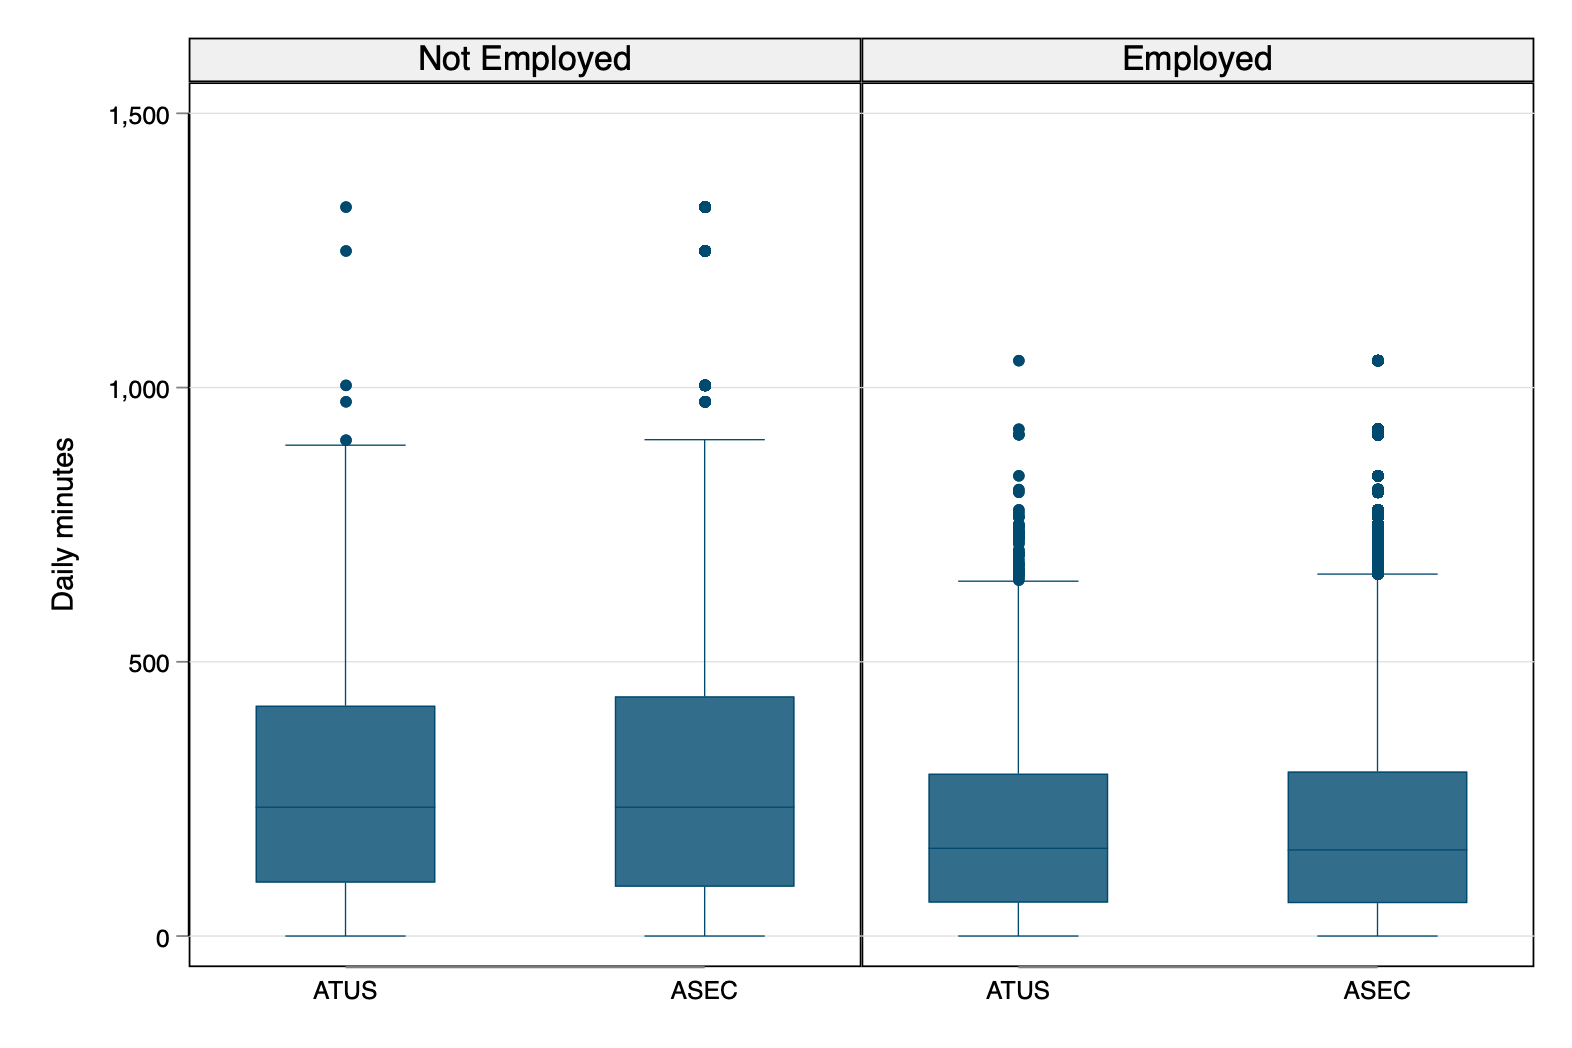 Not Employed
Employed
1,500
1,000
500
0
Daily minutes
ATUS
ASEC
ATUS
ASEC